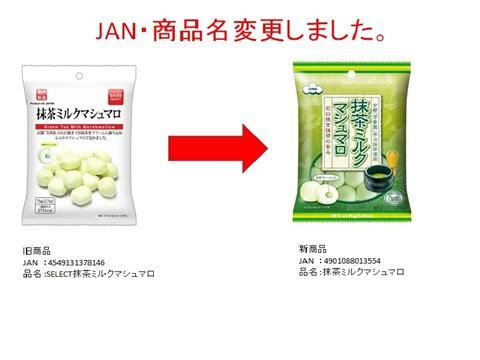 JAN・商品名変更しました。
抹茶ミルクマシュマロ
Green Tea Milk Marshmallow
抹茶ミルク
マシュマロ
旧商品
JAN ：4549131378146
品名：SELECT抹茶ミルクマシュマロ
新商品
JAN ：4901088013554
品名：抹茶ミルクマシュマロ